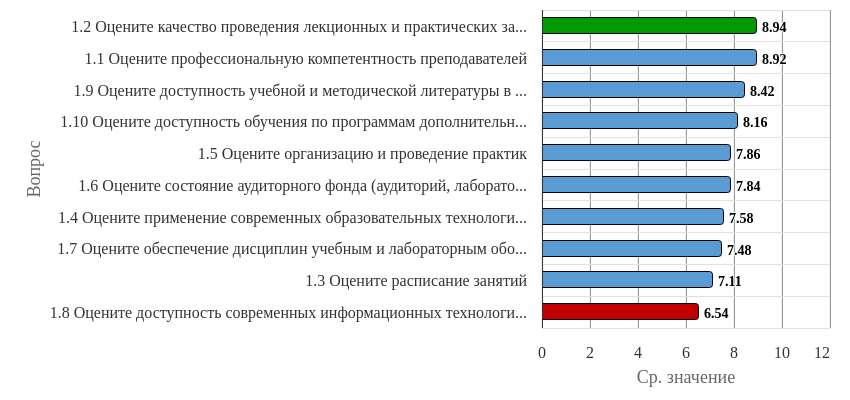 1.2 Оцените качество проведения лекционных и практических за...
8.94
1.1 Оцените профессиональную компетентность преподавателей
8.92
1.9 Оцените доступность учебной и методической литературы в ...
8.42
1.10 Оцените доступность обучения по программам дополнительн...
8.16
1.5 Оцените организацию и проведение практик
7.86
1.6 Оцените состояние аудиторного фонда (аудиторий, лаборато...
7.84
1.4 Оцените применение современных образовательных технологи...
7.58
1.7 Оцените обеспечение дисциплин учебным и лабораторным обо...
7.48
1.3 Оцените расписание занятий
7.11
1.8 Оцените доступность современных информационных технологи...
6.54
Вопрос
0 2 4 6 8 10 12
Ср. значение